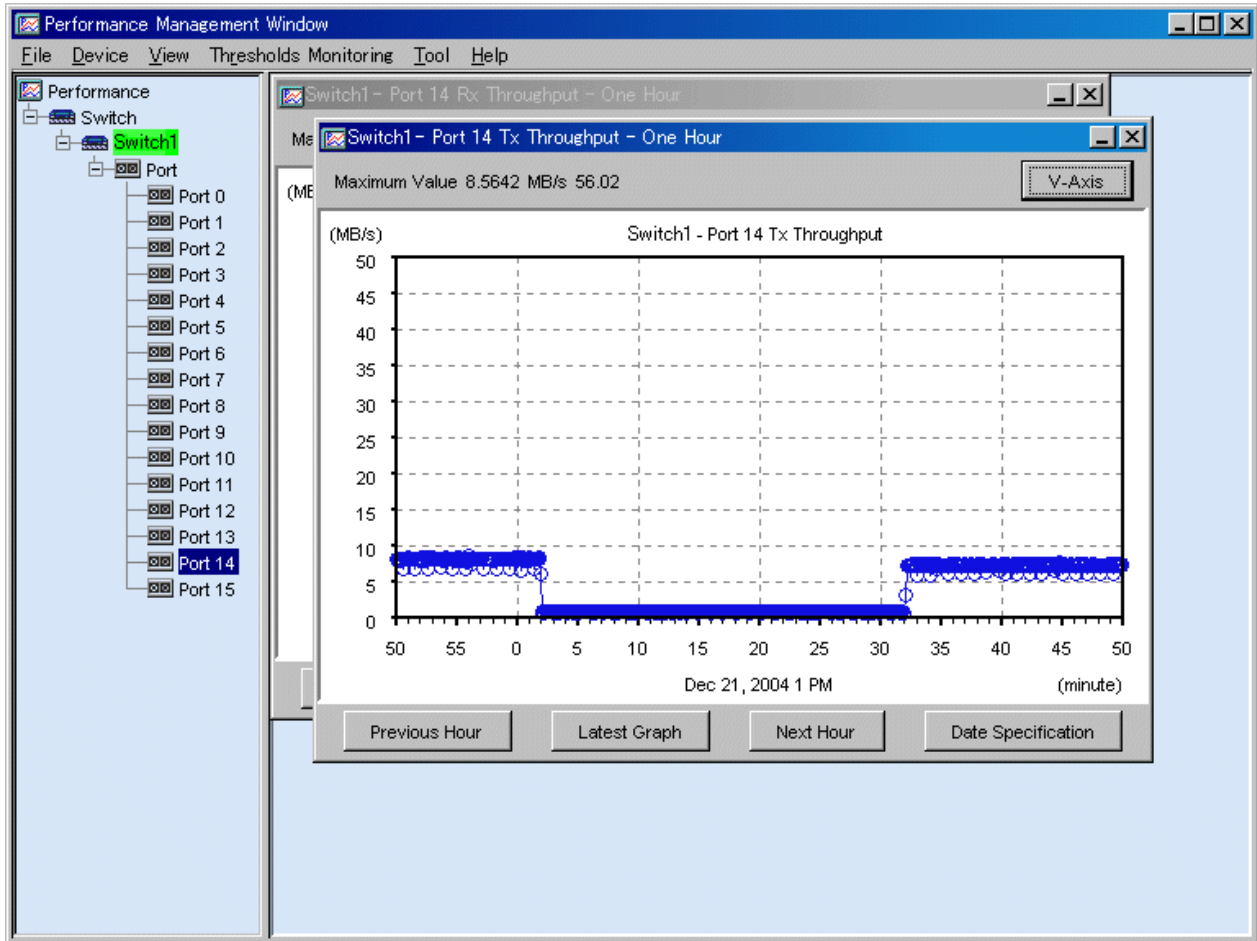 Performance Management Window
File Device View Thresholds Monitoring Tool Help
Performance
Switch
Switch1
Port
Port 0
Port 1
Port 2
Port 3
Port 4
Port 5
Port 6
Port 7
Port 8
Port 9
Port 10
Port 11
Port 12
Port 13
Port 14
Port 15
Switch1 - Port 14 Rx Throughput - One Hour
Switch1 - Port 14 Tx Throughput - One Hour
Maximum Value 8.5642 MB/s 56.02
V-Axis
(MB/s)
Switch1 - Port 14 Tx Throughput
50
45
40
35
30
25
20
15
10
5
0
50 55 0 5 10 15 20 25 30 35 40 45 50
Dec 21, 2004 1 PM
(minute)
Previous Hour
Latest Graph
Next Hour
Date Specification